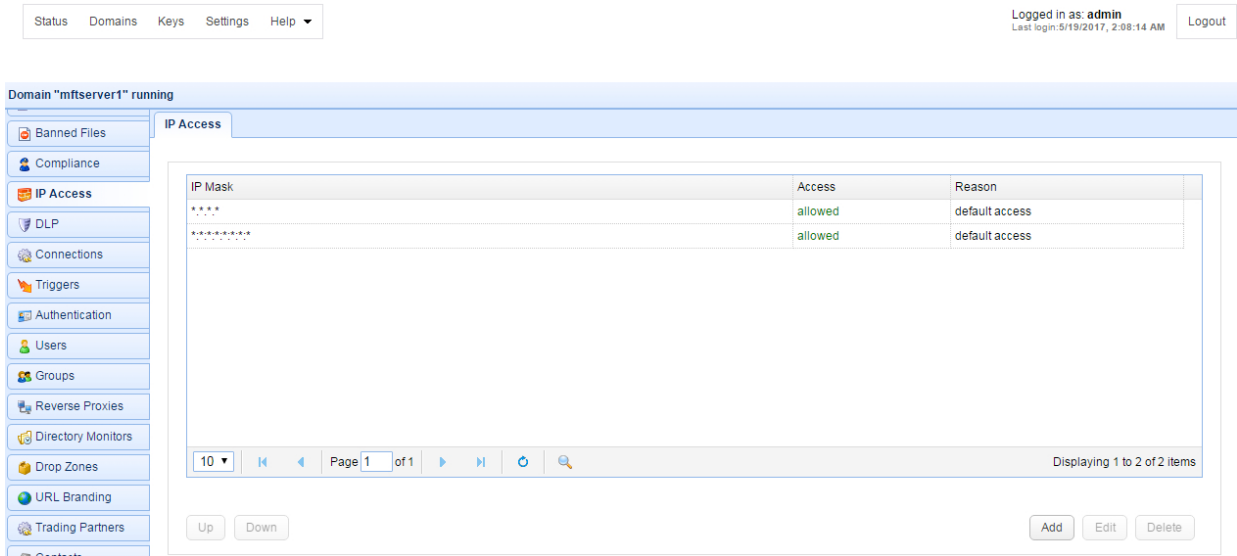 Status Domains Keys Settings Help
Logged in as: admin
Last login:5/19/2017, 2:08:14 AM
Logout
Domain "mftserver1" running
Banned Files
Compliance
IP Access
DLP
Connections
Triggers
Authentication
Users
Groups
Reverse Proxies
Directory Monitors
Drop Zones
URL Branding
Trading Partners
Contacts
IP Access
IP Mask Access Reason
*.*.*.* allowed default access
*:*:*:*:*:*:*:* allowed default access
10 Page 1 of 1 Displaying 1 to 2 of 2 items
Up Down Add Edit Delete